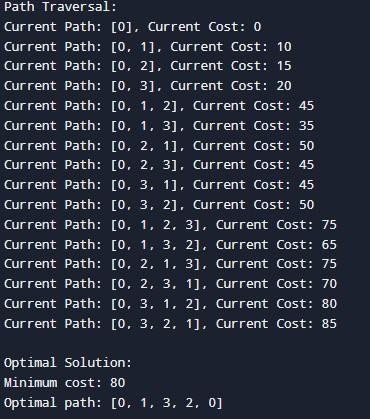 Path Traversal:
Current Path: [0], Current Cost: 0
Current Path: [0, 1], Current Cost: 10
Current Path: [0, 2], Current Cost: 15
Current Path: [0, 3], Current Cost: 20
Current Path: [0, 1, 2], Current Cost: 45
Current Path: [0, 1, 3], Current Cost: 35
Current Path: [0, 2, 1], Current Cost: 50
Current Path: [0, 2, 3], Current Cost: 45
Current Path: [0, 3, 1], Current Cost: 45
Current Path: [0, 3, 2], Current Cost: 50
Current Path: [0, 1, 2, 3], Current Cost: 75
Current Path: [0, 1, 3, 2], Current Cost: 65
Current Path: [0, 2, 1, 3], Current Cost: 75
Current Path: [0, 2, 3, 1], Current Cost: 70
Current Path: [0, 3, 1, 2], Current Cost: 80
Current Path: [0, 3, 2, 1], Current Cost: 85
Optimal Solution:
Minimum cost: 80
Optimal path: [0, 1, 3, 2, 0]